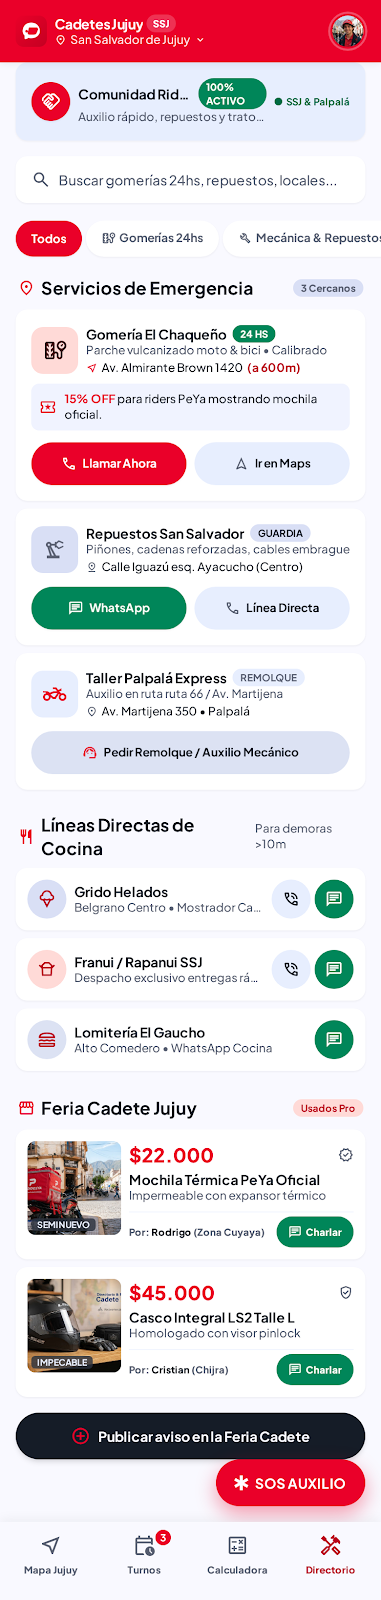 CadetesJujuy SSJ
San Salvador de Jujuy
Comunidad Rid... 100% ACTIVO
SSJ & Palpalá
Auxilio rápido, repuestos y trato...
Buscar gomerías 24hs, repuestos, locales...
Todos
Gomerías 24hs
Mecánica & Repuestos
Servicios de Emergencia
3 Cercanos
Gomería El Chaqueño 24 HS
Parche vulcanizado moto & bici • Calibrado
Av. Almirante Brown 1420 (a 600m)
15% OFF para riders PeYa mostrando mochila
oficial.
Llamar Ahora
Ir en Maps
Repuestos San Salvador GUARDIA
Piñones, cadenas reforzadas, cables embrague
Calle Iguazú esq. Ayacucho (Centro)
WhatsApp
Línea Directa
Taller Palpalá Express REMOLQUE
Auxilio en ruta ruta 66 / Av. Martijena
Av. Martijena 350 • Palpalá
Pedir Remolque / Auxilio Mecánico
Líneas Directas de
Cocina
Para demoras
>10m
Grido Helados
Belgrano Centro • Mostrador Ca...
Franui / Rapanui SSJ
Despacho exclusivo entregas rá...
Lomitería El Gaucho
Alto Comedero • WhatsApp Cocina
Feria Cadete Jujuy
Usados Pro
SEMINUEVO
$22.000
Mochila Térmica PeYa Oficial
Impermeable con expansor térmico
Por: Rodrigo (Zona Cuyaya)
Charlar
IMPECABLE
$45.000
Casco Integral LS2 Talle L
Homologado con visor pinlock
Por: Cristian (Chijra)
Charlar
Publicar aviso en la Feria Cadete
SOS AUXILIO
Mapa Jujuy
3
Turnos
Calculadora
Directorio